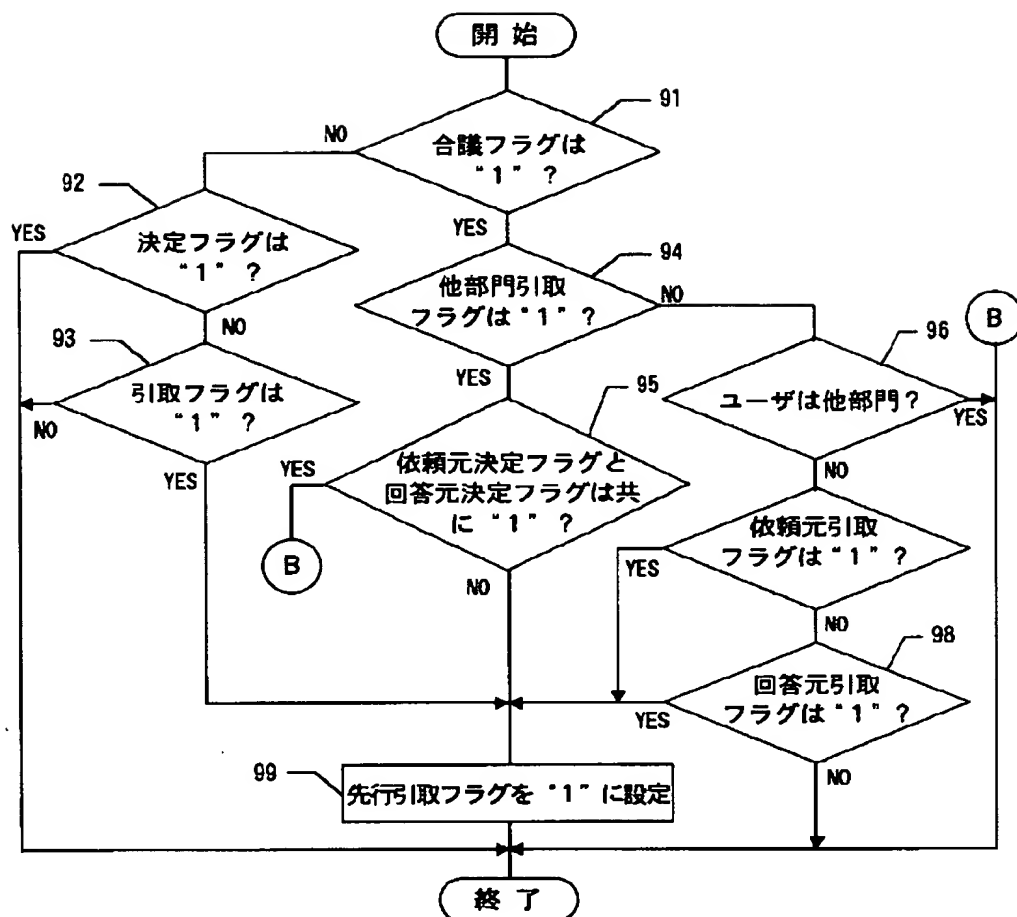 開 始
91
合議フラグは
“1” ?
NO
YES
92
決定フラグは
“1” ?
YES
NO
94
他部門引取
フラグは“1”?
NO
YES
B
93
引取フラグは
“1” ?
NO
YES
96
ユーザは他部門?
YES
NO
95
依頼元決定フラグと
回答元決定フラグは共
に “1” ?
YES
B
NO
依頼元引取
フラグは“1”?
YES
NO
98
回答元引取
フラグは“1”?
YES
NO
99
先行引取フラグを “1” に設定
終 了